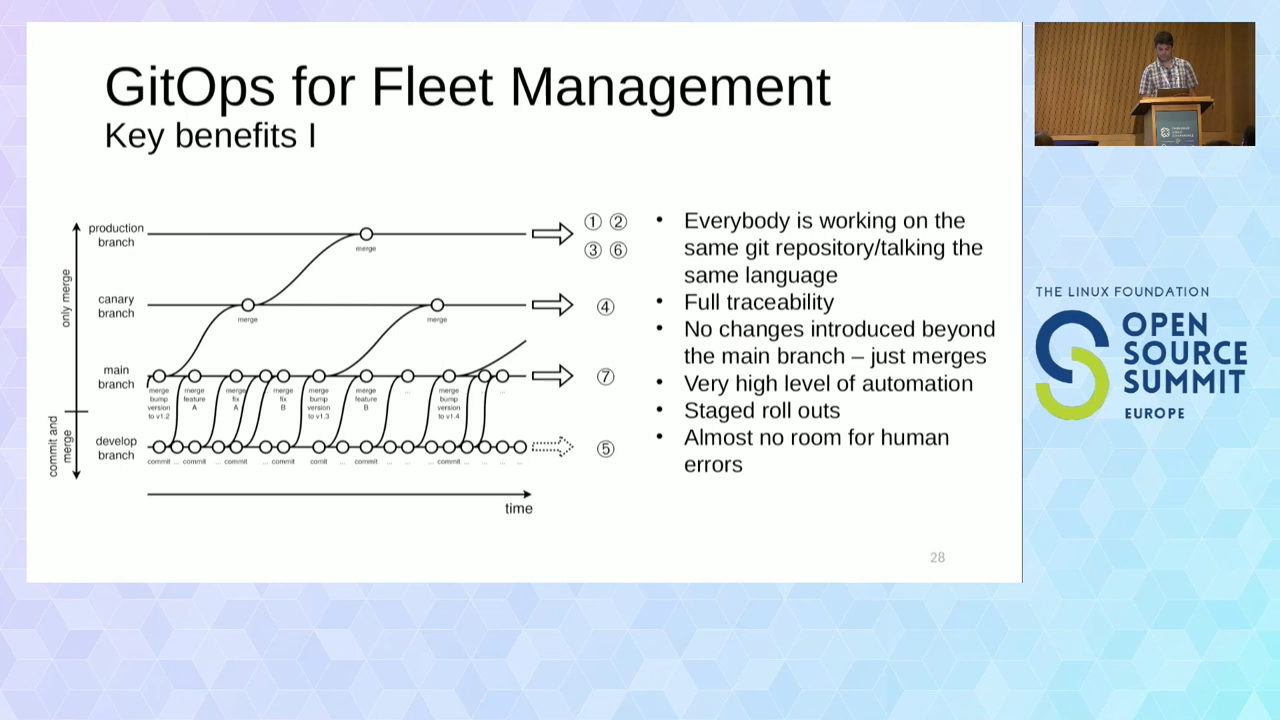 GitOps for Fleet Management
Key benefits I
production
branch
canary
branch
main
branch
develop
branch
only merge
commit and
merge
merge
merge
merge
merge
bump
version
to v1.2
merge
feature
A
merge
fix
A
merge
fix
B
merge
bump
version
to v1.3
merge
feature
B
...
merge
bump
version
to v1.4
...
commit ... commit ... commit ... commit comit ... commit ... ... commit ... ... ...
time
① ②
③ ⑥
④
⑦
⑤
• Everybody is working on the
same git repository/talking the
same language
• Full traceability
• No changes introduced beyond
the main branch – just merges
• Very high level of automation
• Staged roll outs
• Almost no room for human
errors
28
THE LINUX FOUNDATION
OPEN
SOURCE
SUMMIT
EUROPE